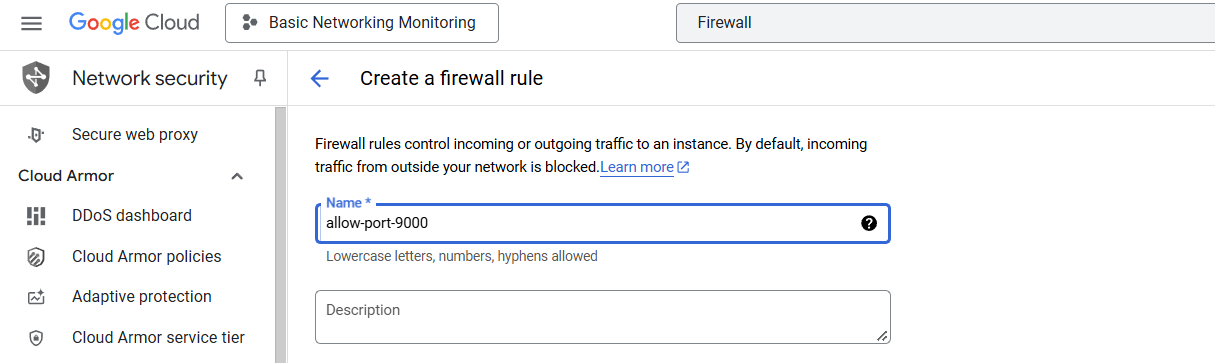 Google Cloud
Basic Networking Monitoring
Firewall
Network security
Create a firewall rule
Secure web proxy
Cloud Armor
DDoS dashboard
Cloud Armor policies
Adaptive protection
Cloud Armor service tier
Firewall rules control incoming or outgoing traffic to an instance. By default, incoming
traffic from outside your network is blocked.Learn more
Name *
allow-port-9000
Lowercase letters, numbers, hyphens allowed
Description